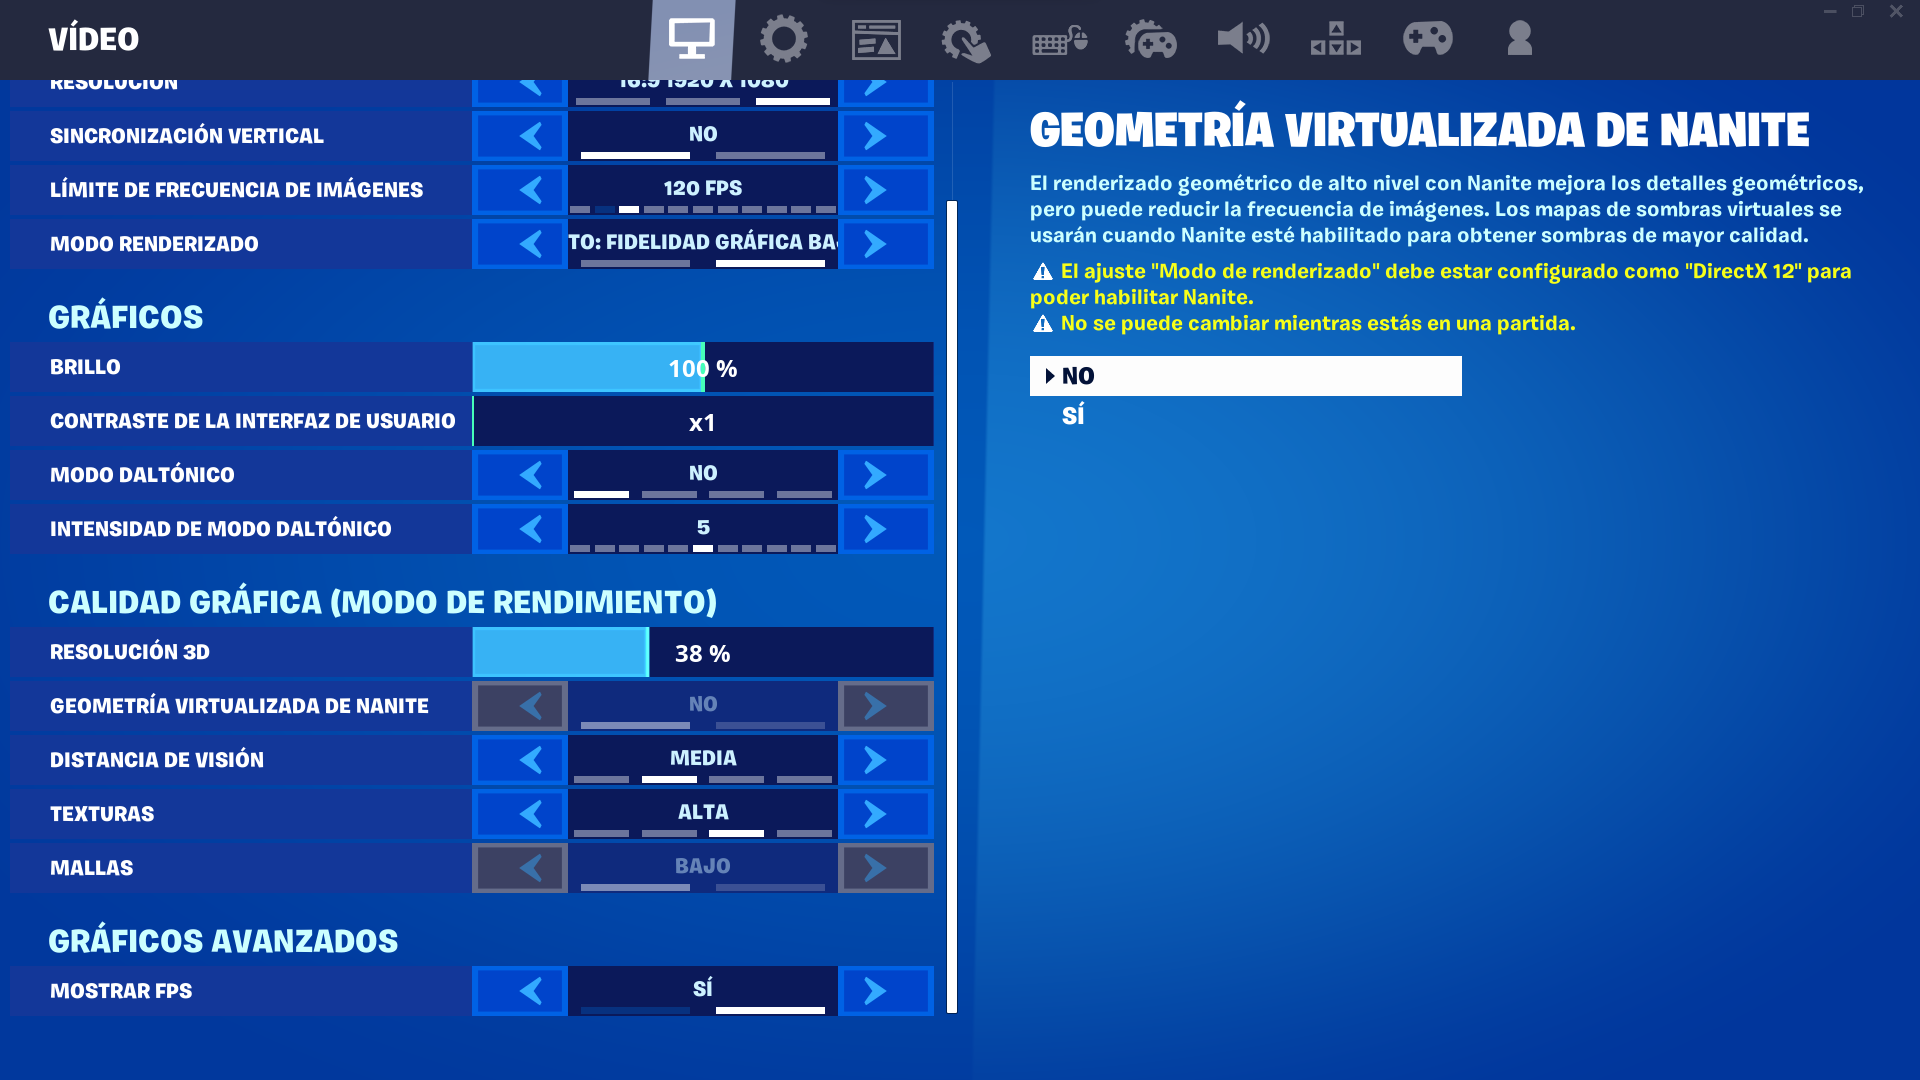 VÍDEO
RESOLUCIÓN
16:9 1920 X 1080
SINCRONIZACIÓN VERTICAL
NO
LÍMITE DE FRECUENCIA DE IMÁGENES
120 FPS
MODO RENDERIZADO
TO: FIDELIDAD GRÁFICA BA
GRÁFICOS
BRILLO
100 %
CONTRASTE DE LA INTERFAZ DE USUARIO
x1
MODO DALTÓNICO
NO
INTENSIDAD DE MODO DALTÓNICO
5
CALIDAD GRÁFICA (MODO DE RENDIMIENTO)
RESOLUCIÓN 3D
38 %
GEOMETRÍA VIRTUALIZADA DE NANITE
NO
DISTANCIA DE VISIÓN
MEDIA
TEXTURAS
ALTA
MALLAS
BAJO
GRÁFICOS AVANZADOS
MOSTRAR FPS
SÍ
GEOMETRÍA VIRTUALIZADA DE NANITE
El renderizado geométrico de alto nivel con Nanite mejora los detalles geométricos,
pero puede reducir la frecuencia de imágenes. Los mapas de sombras virtuales se
usarán cuando Nanite esté habilitado para obtener sombras de mayor calidad.
El ajuste "Modo de renderizado" debe estar configurado como "DirectX 12" para
poder habilitar Nanite.
No se puede cambiar mientras estás en una partida.
NO
SÍ